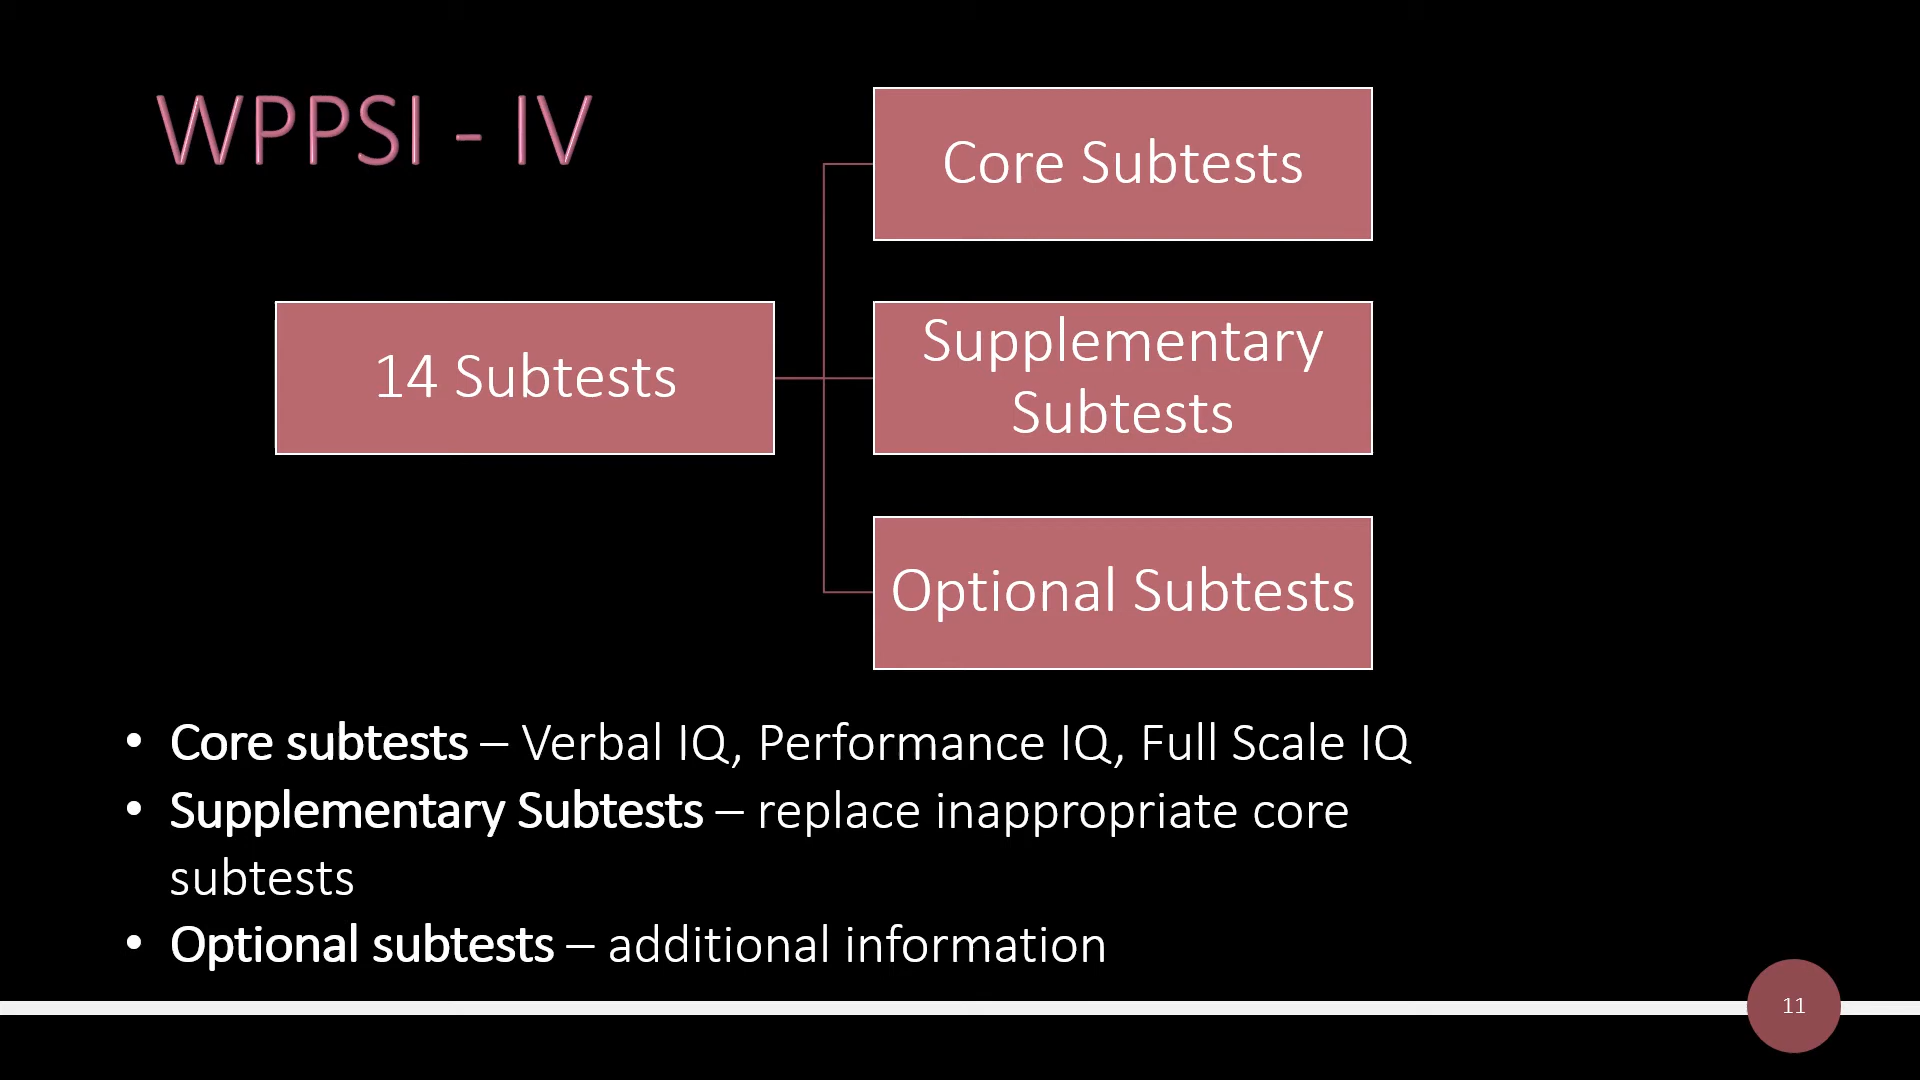 WPPSI - IV
Core Subtests
14 Subtests
Supplementary
Subtests
Optional Subtests
• Core subtests – Verbal IQ, Performance IQ, Full Scale IQ
• Supplementary Subtests – replace inappropriate core
subtests
• Optional subtests – additional information
11